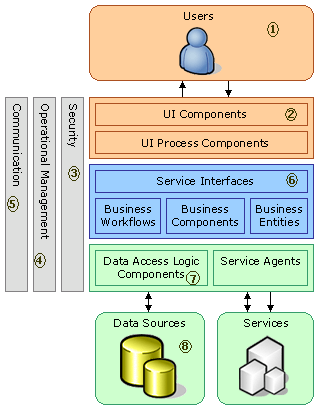 Users
1
UI Components
2
UI Process Components
Communication
5
Operational Management
4
Security
3
Service Interfaces
6
Business
Workflows
Business
Components
Business
Entities
Data Access Logic
Components
7
Service Agents
Data Sources
8
Services